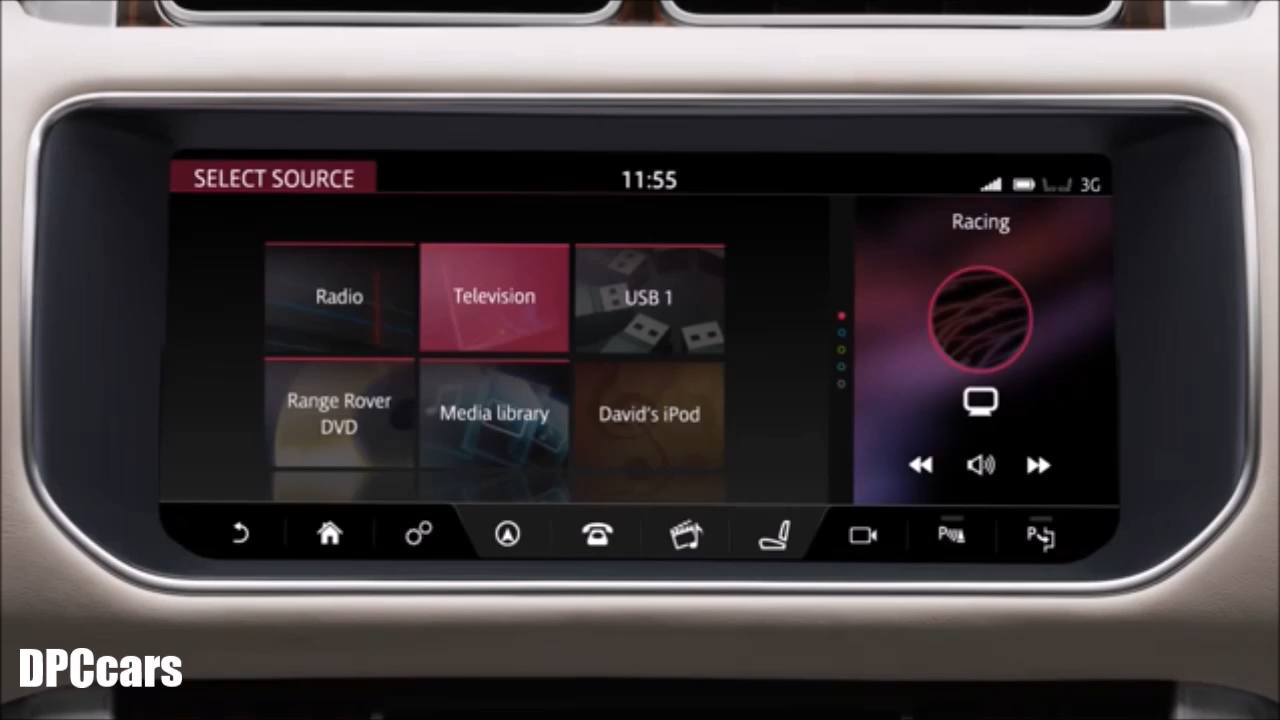 SELECT SOURCE
11:55
3G
Racing
Radio
Television
USB 1
Range Rover
DVD
Media library
David's iPod
P
P
DPCcars